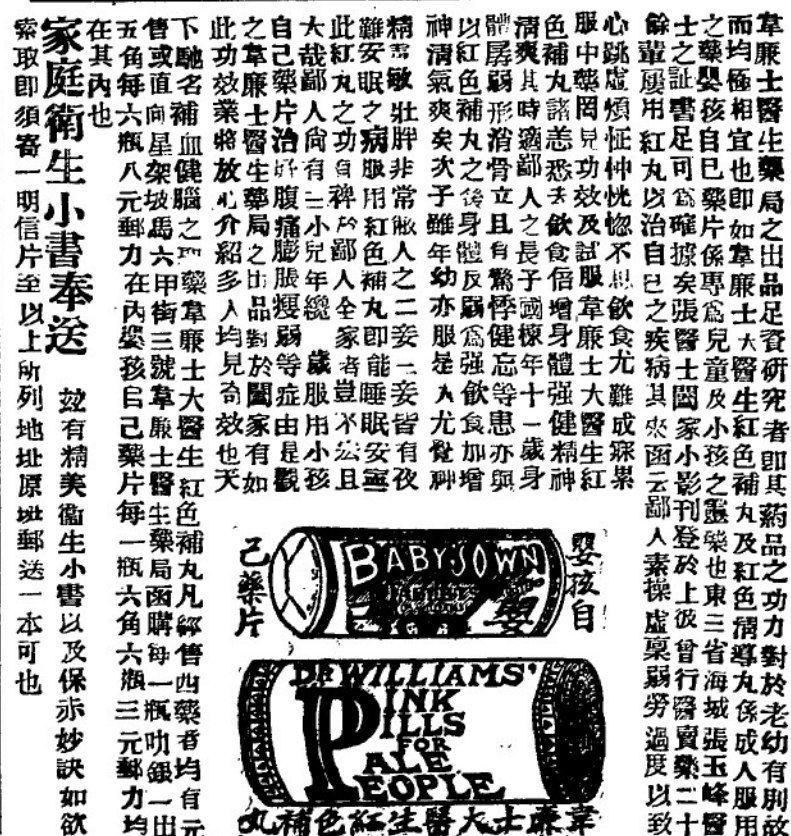 韋廉士醫生藥局之出品足資研究者即其葯品之功力對於老幼有別故
而均極相宜也即如韋廉士大醫生紅色補丸及紅色清導丸係成人服用
之藥嬰孩自己藥片係專爲兒童及小孩之靈藥也東三省海城張玉峰醫
士之証書足可爲確據矣張醫士闔家小影刊登於上彼曾行醫賣藥二十
餘輩屢用紅丸以治自己之疾病其來函云鄙人素操虛稟弱勞過度以致
心跳虛煩怔忡恍惚不思飲食尤難成寐累
服中藥罔見功效及試服韋廉士大醫生紅
色補丸諸恙悉去飲食倍增身體强健精神
清爽其時適鄙人之長子國棟年十一歲身
體孱弱形消骨立且有驚悸健忘等患亦與
以紅色補丸之後身體反弱爲强飲食加增
神清氣爽矣次子雖年幼亦服是丸尤覺神
精靈敏壯胖非常敝人之二妾一妾皆有夜
難安眠之病服用紅色補丸即能睡眠安寧
此紅丸之功有裨於鄙人全家者豈不宏且
大哉鄙人尙有三小兒年纔 歲服用小孩
自己藥片治好腹痛膨脹瘦弱等症由是觀
之韋廉士醫生藥局之出品對於闔家有如
此功效業將放心介紹多人均見奇效也天
下馳名補血健腦之藥韋廉士大醫生紅色補丸凡經售西藥者均有元
售或直向星架坡馬六甲街三號韋廉士醫生藥局函購每一瓶叻銀一出
五角每六瓶八元郵力在內嬰孩自己藥片每一瓶六角六瓶三元郵力均
在其內也
家庭衛生小書奉送 玆有精美衛生小書以及保赤妙訣如欲
索取即須寄一明信片至以上所列地址原班郵送一本可也
嬰孩自
己藥片
BABY'S OWN
TABLETS
嬰
DR WILLIAMS'
PINK
PILLS
FOR
PALE
PEOPLE
韋廉士大醫生紅色補丸